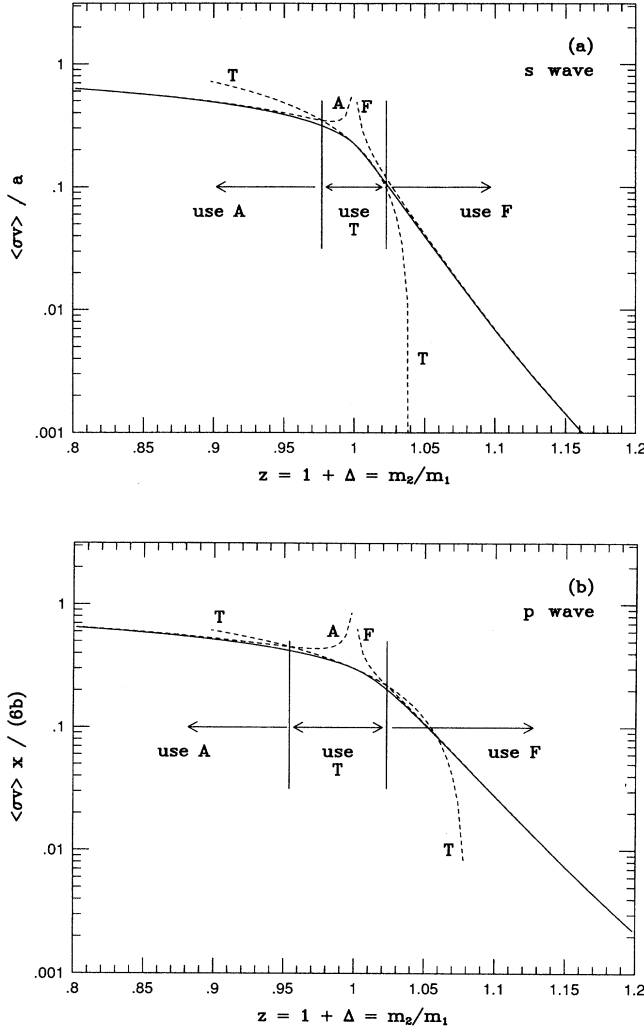 (a)
s wave
1
.1
.01
.001
<σv> / a
T
A
F
use A
use
T
use F
T
.8
.85
.9
.95
1
1.05
1.1
1.15
1.2
z = 1 + Δ = m₂/m₁
(b)
p wave
1
.1
.01
.001
<σv> x / (6b)
T
A
F
use A
use
T
use F
T
.8
.85
.9
.95
1
1.05
1.1
1.15
1.2
z = 1 + Δ = m₂/m₁